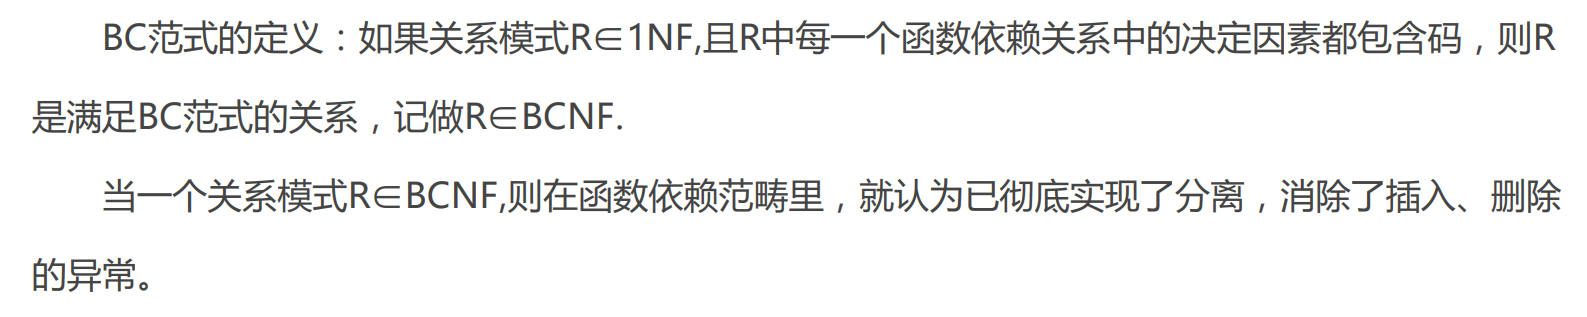 BC范式的定义：如果关系模式R∈1NF,且R中每一个函数依赖关系中的决定因素都包含码，则R
是满足BC范式的关系，记做R∈BCNF.
当一个关系模式R∈BCNF,则在函数依赖范畴里，就认为已彻底实现了分离，消除了插入、删除
的异常。